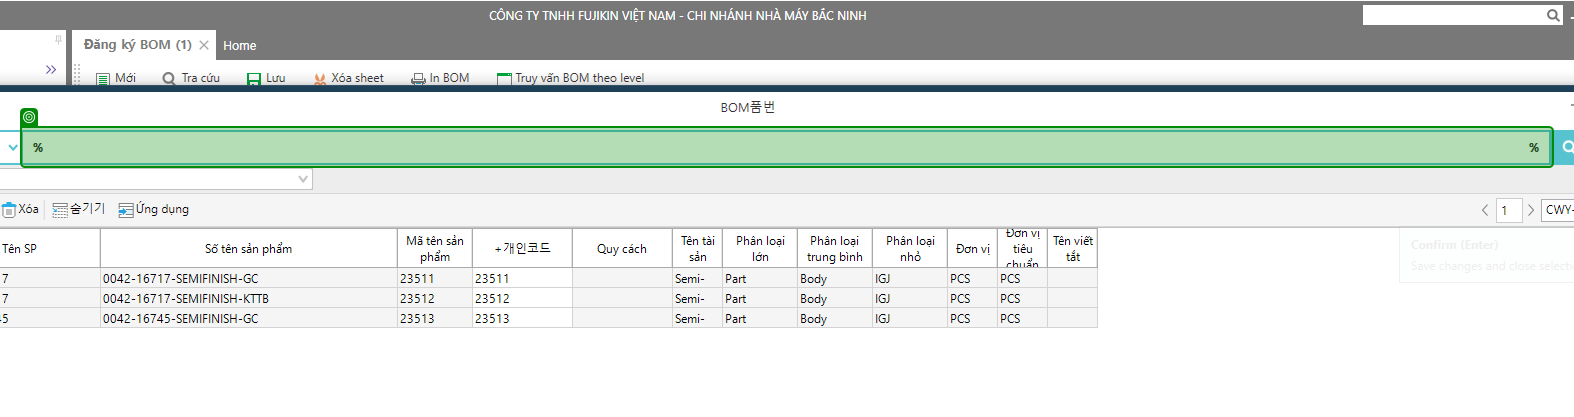 CÔNG TY TNHH FUJIKIN VIỆT NAM - CHI NHÁNH NHÀ MÁY BẮC NINH
Đăng ký BOM (1) Home
Mới Tra cứu Lưu Xóa sheet In BOM Truy vấn BOM theo level
BOM품번
% %
Xóa 숨기기 Ứng dụng 1 CWY-
Tên SP Số tên sản phẩm Mã tên sản phẩm +개인코드 Quy cách Tên tài sản Phân loại lớn Phân loại trung bình Phân loại nhỏ Đơn vị Đơn vị tiêu chuẩn Tên viết tắt
Confirm (Enter)
Save changes and close selecti
7 0042-16717-SEMIFINISH-GC 23511 23511 Semi- Part Body IGJ PCS PCS
7 0042-16717-SEMIFINISH-KTTB 23512 23512 Semi- Part Body IGJ PCS PCS
45 0042-16745-SEMIFINISH-GC 23513 23513 Semi- Part Body IGJ PCS PCS